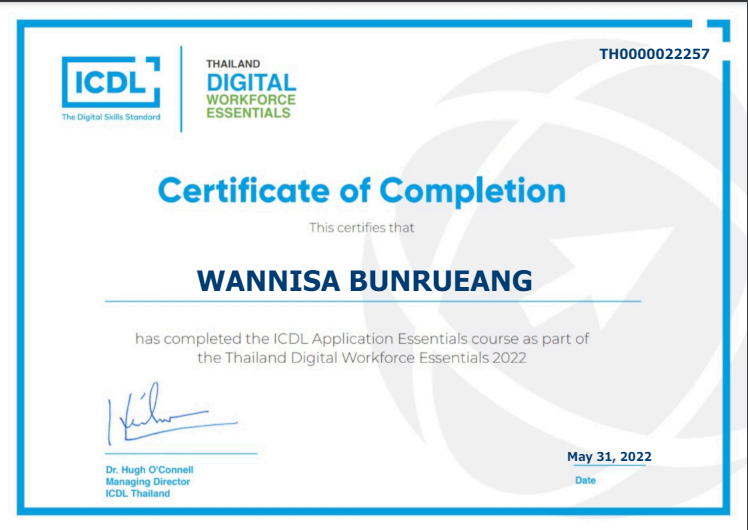 TH0000022257
ICDL
The Digital Skills Standard
THAILAND
DIGITAL
WORKFORCE
ESSENTIALS
Certificate of Completion
This certifies that
WANNISA BUNRUEANG
has completed the ICDL Application Essentials course as part of
the Thailand Digital Workforce Essentials 2022
Dr. Hugh O'Connell
Managing Director
ICDL Thailand
May 31, 2022
Date